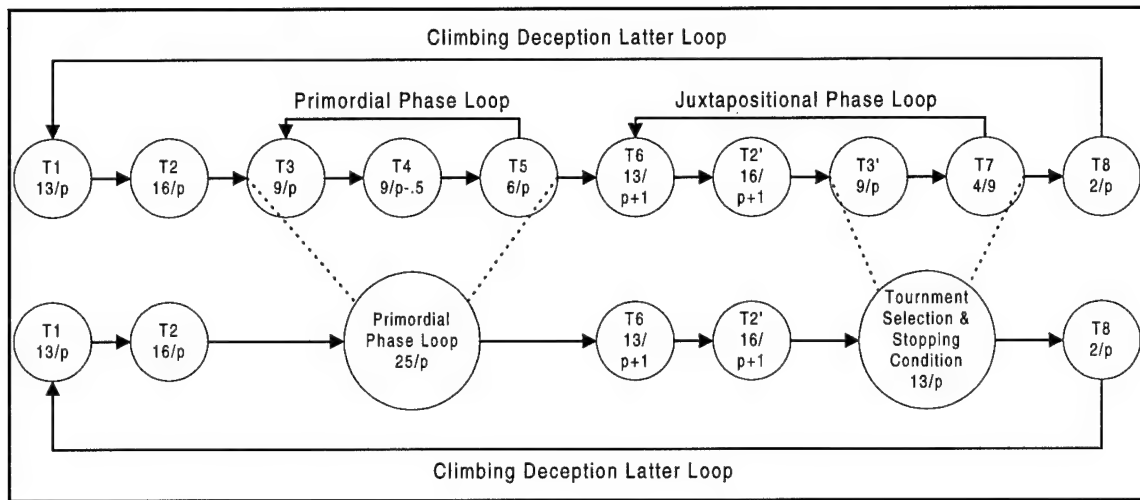 Climbing Deception Latter Loop
Primordial Phase Loop
Juxtapositional Phase Loop
T1
13/p
T2
16/p
T3
9/p
T4
9/p-.5
T5
6/p
T6
13/
p+1
T2'
16/
p+1
T3'
9/p
T7
4/9
T8
2/p
T1
13/p
T2
16/p
Primordial
Phase Loop
25/p
T6
13/
p+1
T2'
16/
p+1
Tournment
Selection &
Stopping
Condition
13/p
T8
2/p
Climbing Deception Latter Loop